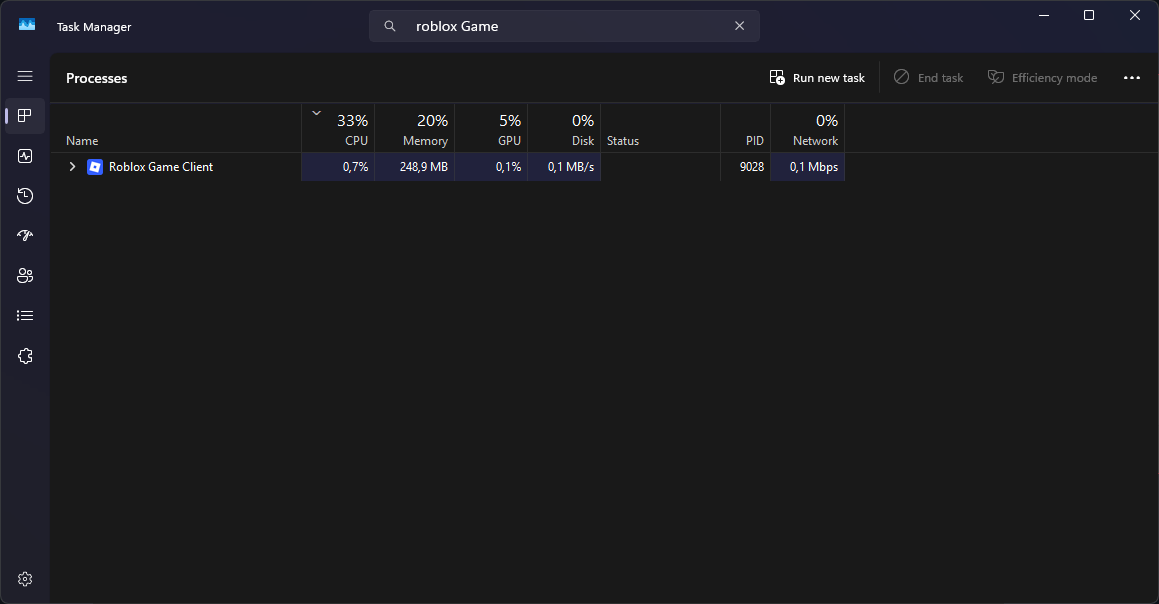 Task Manager
roblox Game
Processes
Run new task
End task
Efficiency mode
33% 20% 5% 0% 0%
Name CPU Memory GPU Disk Status PID Network
Roblox Game Client 0,7% 248,9 MB 0,1% 0,1 MB/s 9028 0,1 Mbps